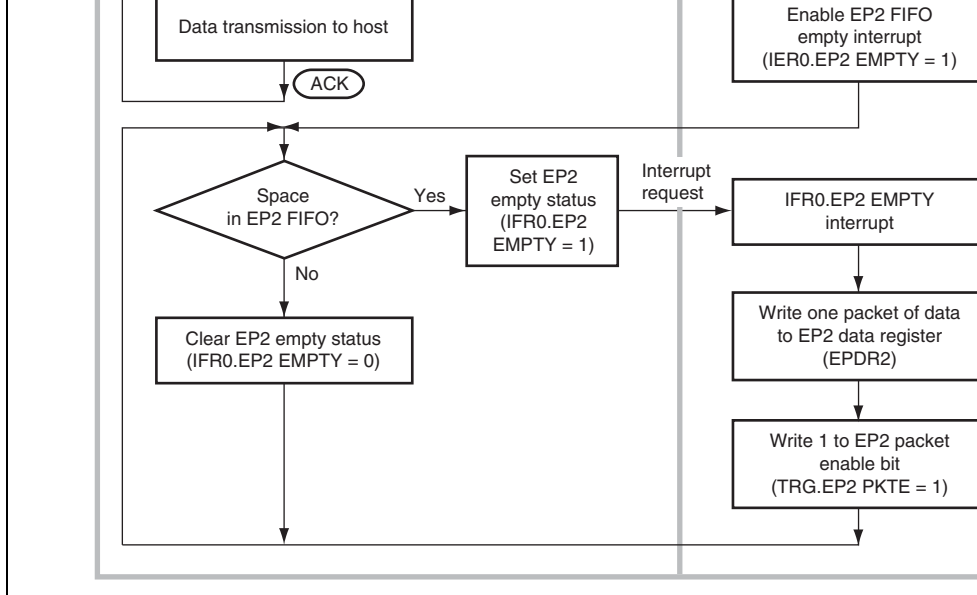 Data transmission to host
ACK
Enable EP2 FIFO
empty interrupt
(IER0.EP2 EMPTY = 1)
Space
in EP2 FIFO?
Yes
No
Set EP2
empty status
(IFR0.EP2
EMPTY = 1)
Interrupt
request
IFR0.EP2 EMPTY
interrupt
Clear EP2 empty status
(IFR0.EP2 EMPTY = 0)
Write one packet of data
to EP2 data register
(EPDR2)
Write 1 to EP2 packet
enable bit
(TRG.EP2 PKTE = 1)